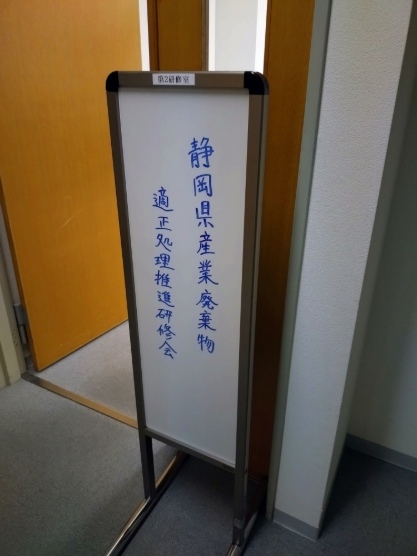 第2研修室
静岡県産業廃棄物
適正処理推進研修会